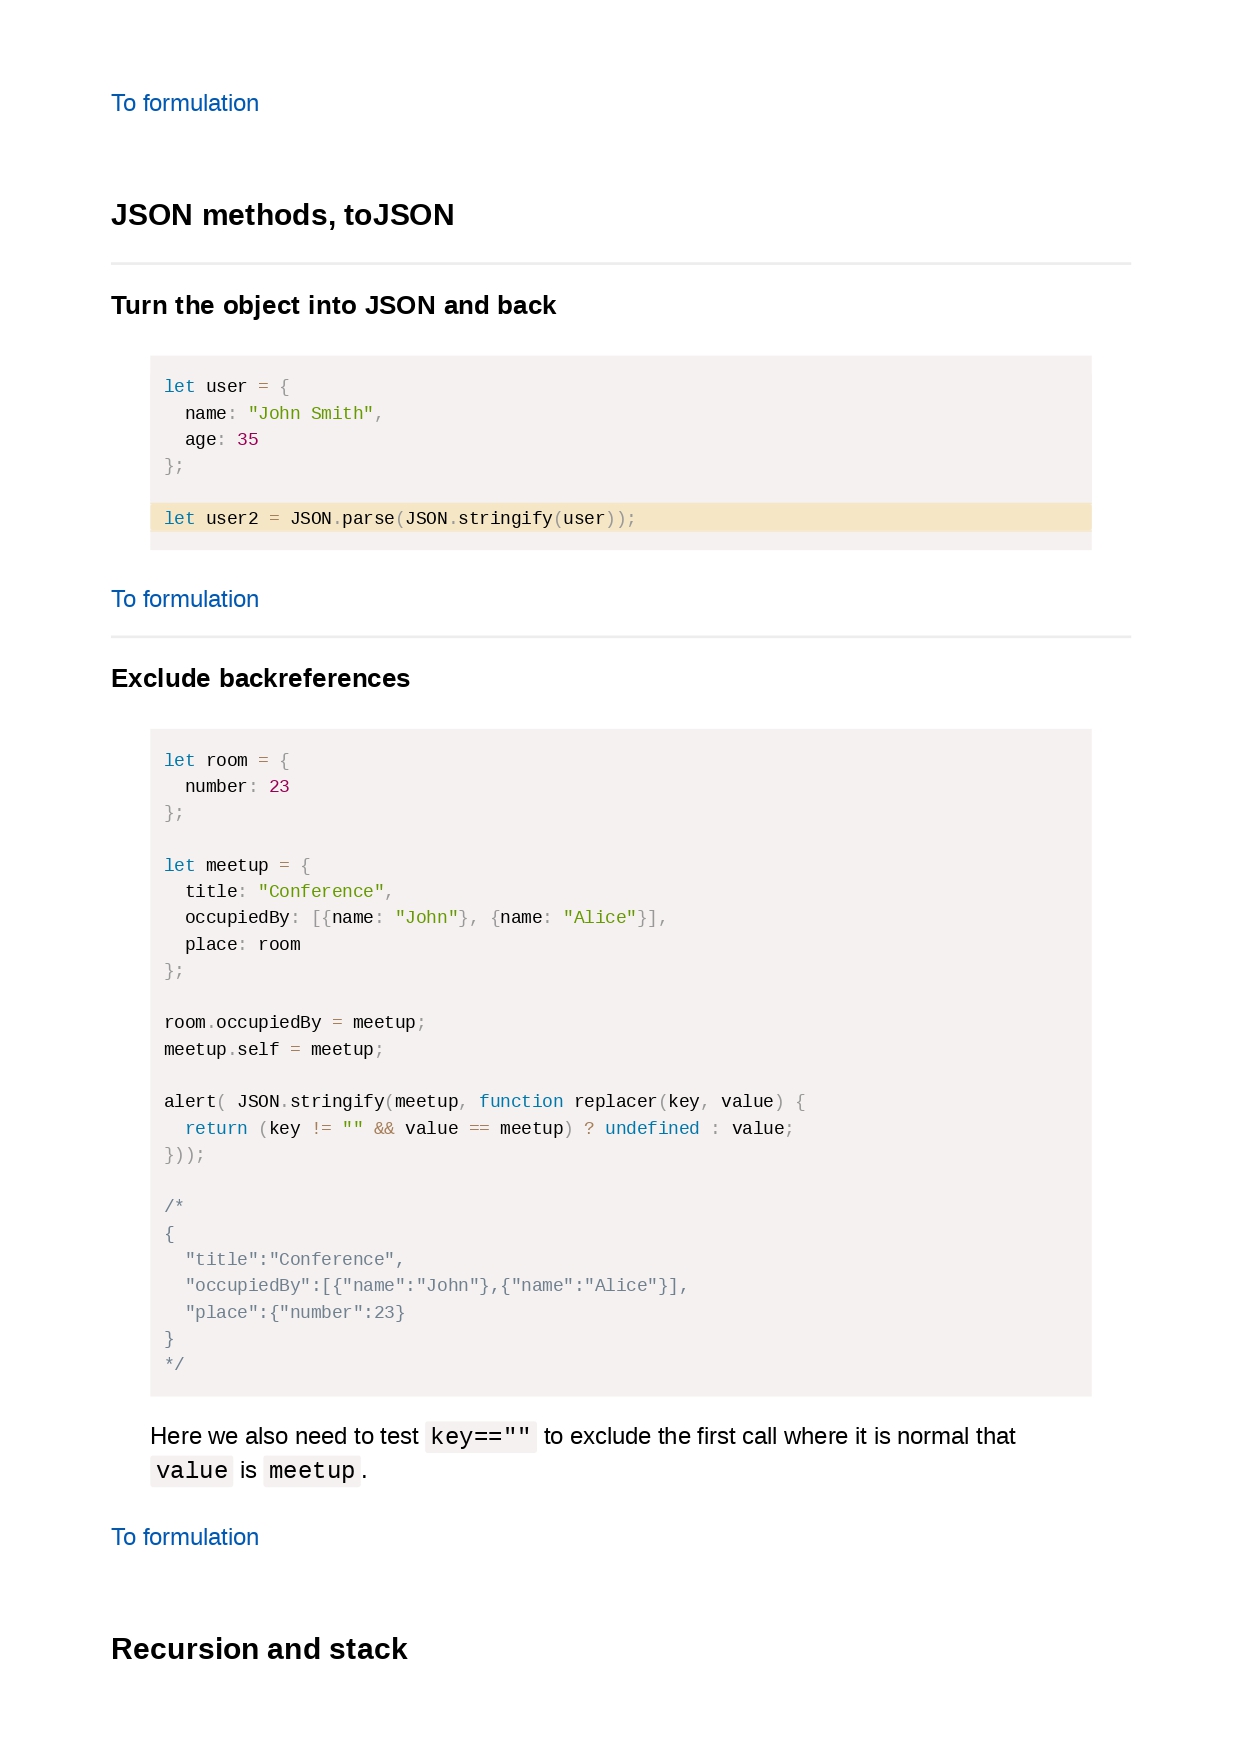 To formulation
JSON methods, toJSON
Turn the object into JSON and back
let user = {
  name: "John Smith",
  age: 35
};
let user2 = JSON.parse(JSON.stringify(user));
To formulation
Exclude backreferences
let room = {
  number: 23
};
let meetup = {
  title: "Conference",
  occupiedBy: [{name: "John"}, {name: "Alice"}],
  place: room
};
room.occupiedBy = meetup;
meetup.self = meetup;
alert( JSON.stringify(meetup, function replacer(key, value) {
  return (key != "" && value == meetup) ? undefined : value;
}));
/*
{
  "title":"Conference",
  "occupiedBy":[{"name":"John"},{"name":"Alice"}],
  "place":{"number":23}
}
*/
Here we also need to test key=="" to exclude the first call where it is normal that
value is meetup.
To formulation
Recursion and stack